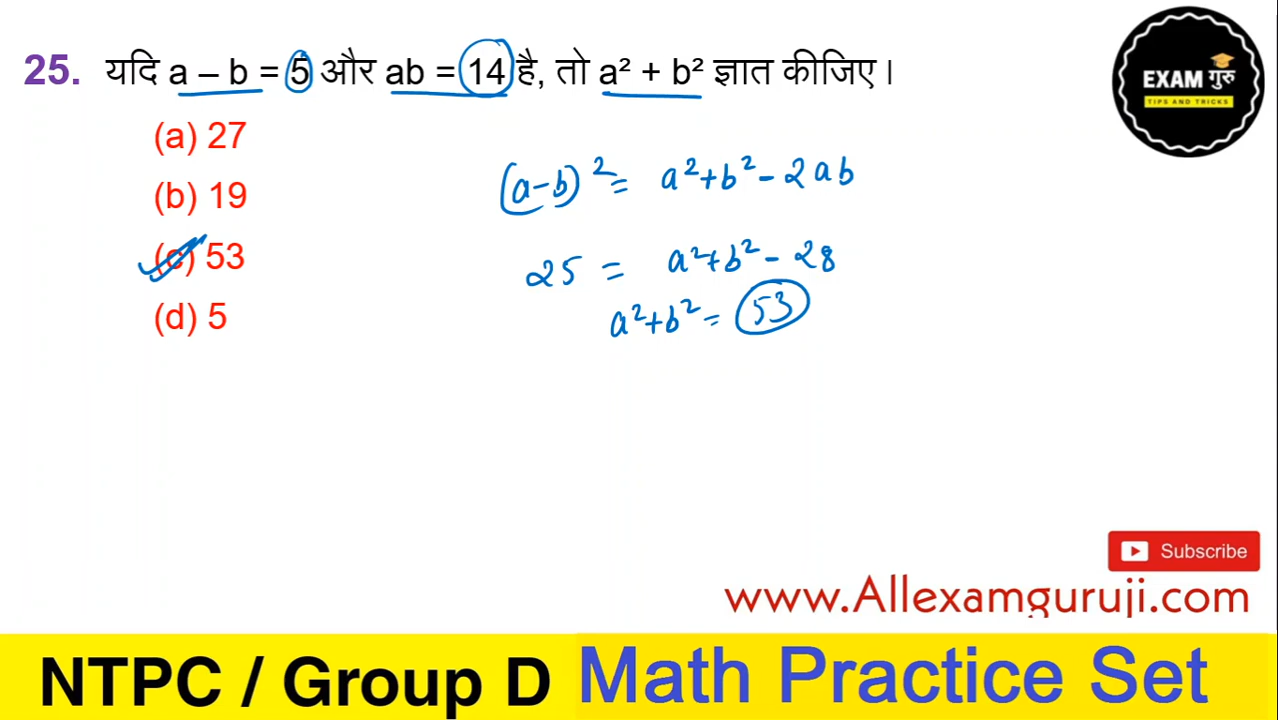 25. यदि a – b = 5 और ab = 14 है, तो a² + b² ज्ञात कीजिए।
(a) 27
(b) 19
(c) 53
(d) 5
(a-b)² = a²+b²-2ab
25 = a²+b²-28
a²+b² = 53
EXAM गुरु
TIPS AND TRICKS
Subscribe
www.Allexamguruji.com
NTPC / Group D Math Practice Set